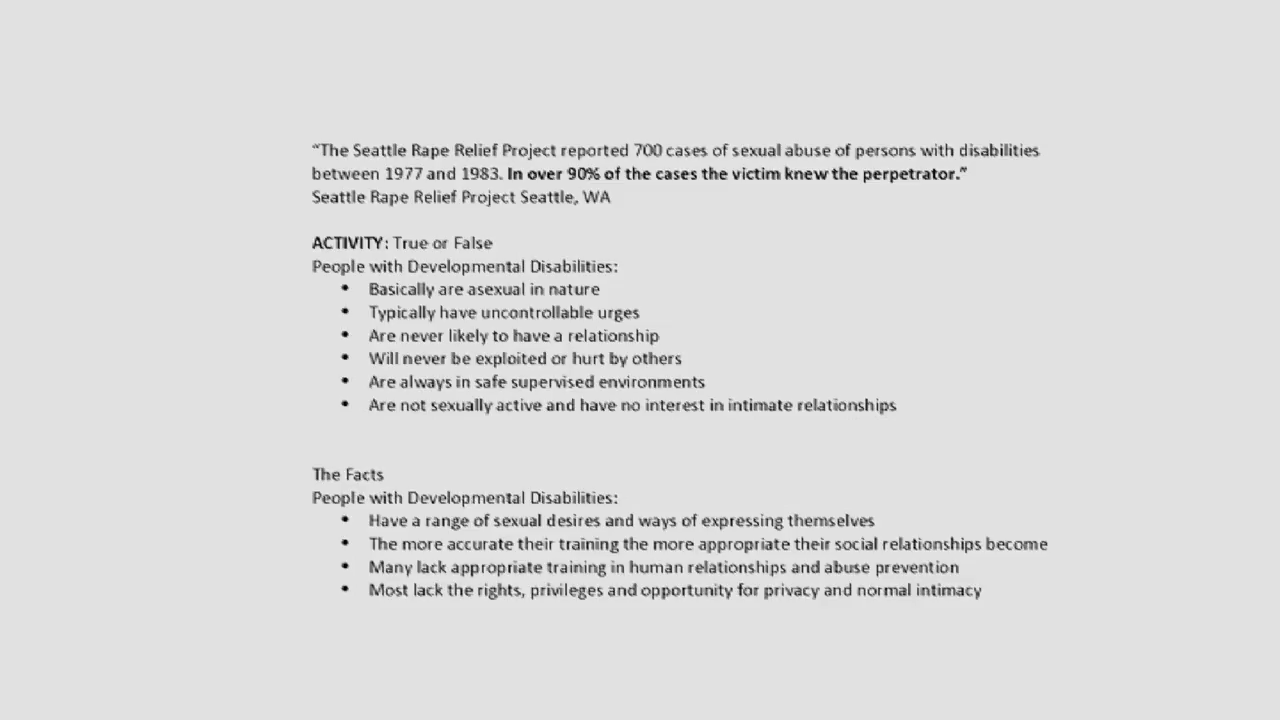 “The Seattle Rape Relief Project reported 700 cases of sexual abuse of persons with disabilities
between 1977 and 1983. In over 90% of the cases the victim knew the perpetrator.”
Seattle Rape Relief Project Seattle, WA
ACTIVITY: True or False
People with Developmental Disabilities:
• Basically are asexual in nature
• Typically have uncontrollable urges
• Are never likely to have a relationship
• Will never be exploited or hurt by others
• Are always in safe supervised environments
• Are not sexually active and have no interest in intimate relationships
The Facts
People with Developmental Disabilities:
• Have a range of sexual desires and ways of expressing themselves
• The more accurate their training the more appropriate their social relationships become
• Many lack appropriate training in human relationships and abuse prevention
• Most lack the rights, privileges and opportunity for privacy and normal intimacy